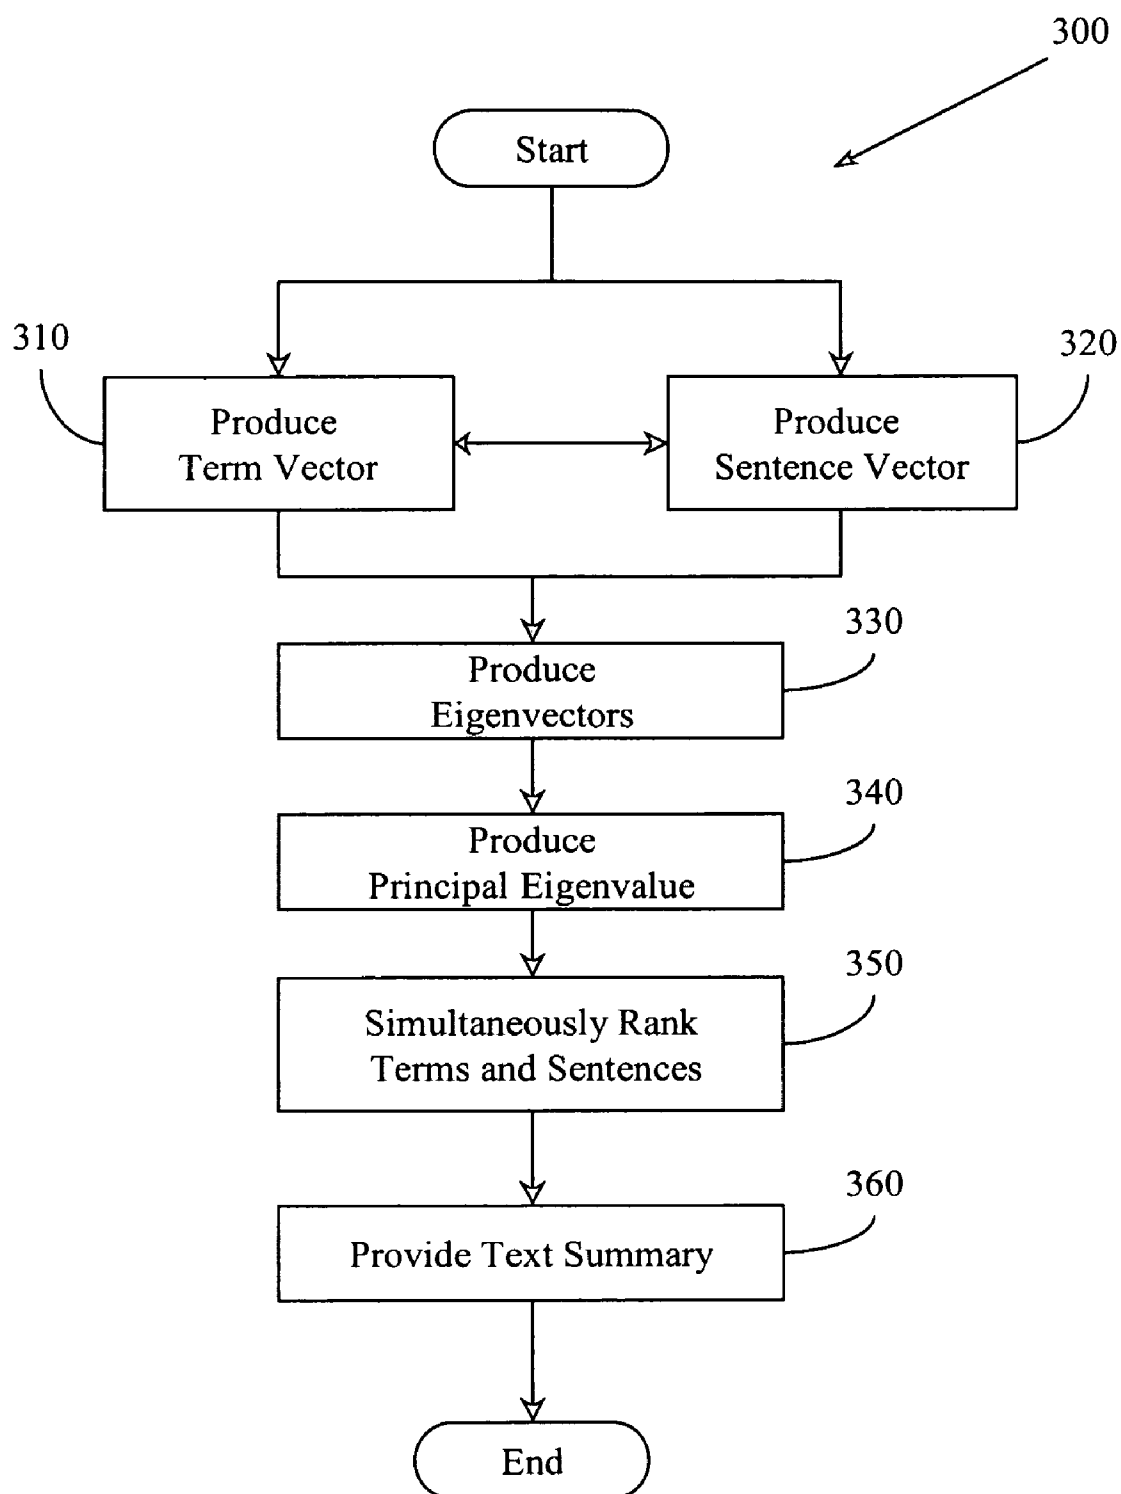 300
Start
310
320
Produce
Term Vector
Produce
Sentence Vector
330
Produce
Eigenvectors
340
Produce
Principal Eigenvalue
350
Simultaneously Rank
Terms and Sentences
360
Provide Text Summary
End